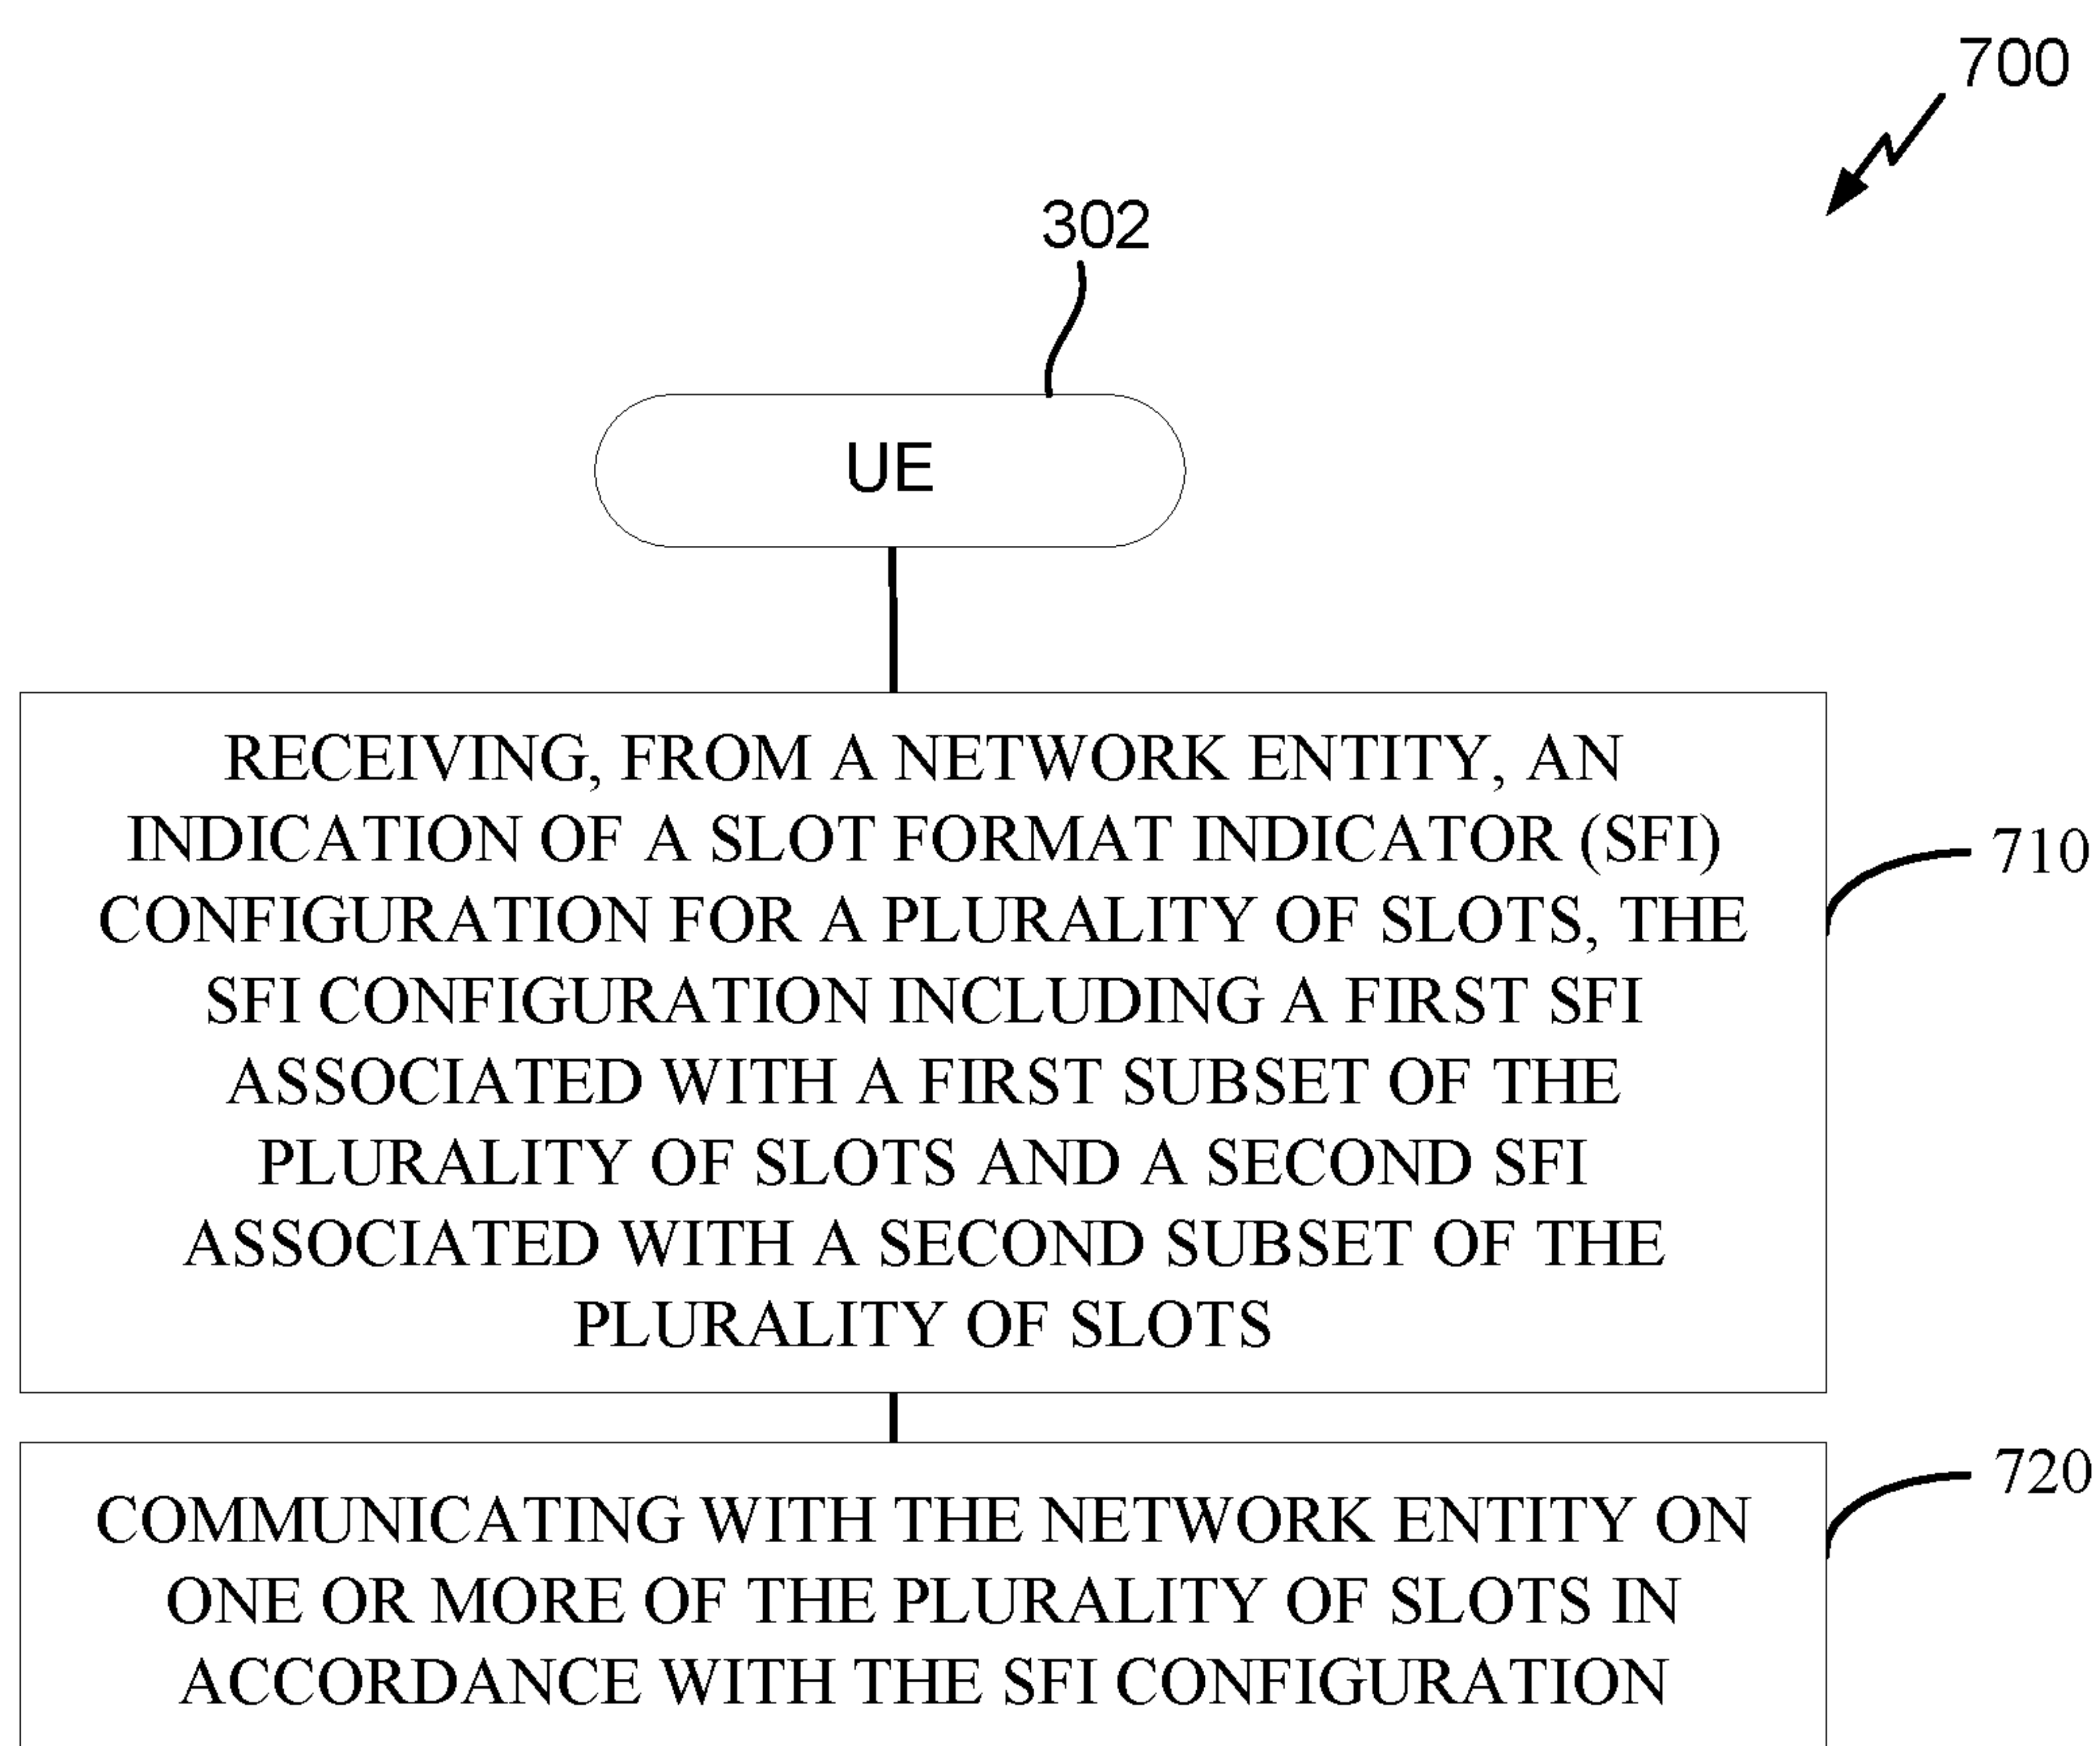 700
302
UE
RECEIVING, FROM A NETWORK ENTITY, AN
INDICATION OF A SLOT FORMAT INDICATOR (SFI)
CONFIGURATION FOR A PLURALITY OF SLOTS, THE
SFI CONFIGURATION INCLUDING A FIRST SFI
ASSOCIATED WITH A FIRST SUBSET OF THE
PLURALITY OF SLOTS AND A SECOND SFI
ASSOCIATED WITH A SECOND SUBSET OF THE
PLURALITY OF SLOTS
710
COMMUNICATING WITH THE NETWORK ENTITY ON
ONE OR MORE OF THE PLURALITY OF SLOTS IN
ACCORDANCE WITH THE SFI CONFIGURATION
720